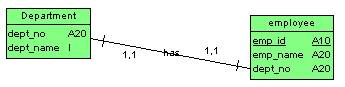 Department
dept_no A20
dept_name I
1,1 has 1,1
employee
emp_id A10
emp_name A20
dept_no A20